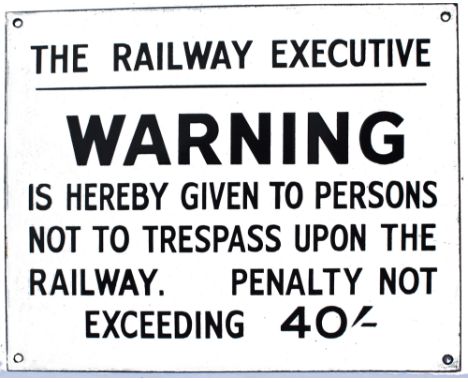 THE RAILWAY EXECUTIVE
WARNING
IS HEREBY GIVEN TO PERSONS
NOT TO TRESPASS UPON THE
RAILWAY. PENALTY NOT
EXCEEDING 40/-